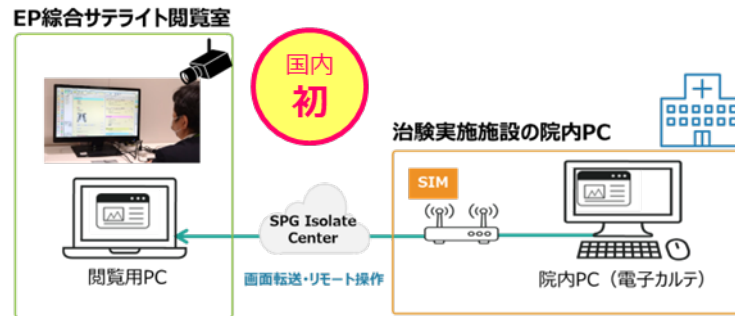 EP綜合サテライト閲覧室
国内
初
治験実施施設の院内PC
SIM
SPG Isolate
Center
閲覧用PC
画面転送・リモート操作
院内PC（電子カルテ）